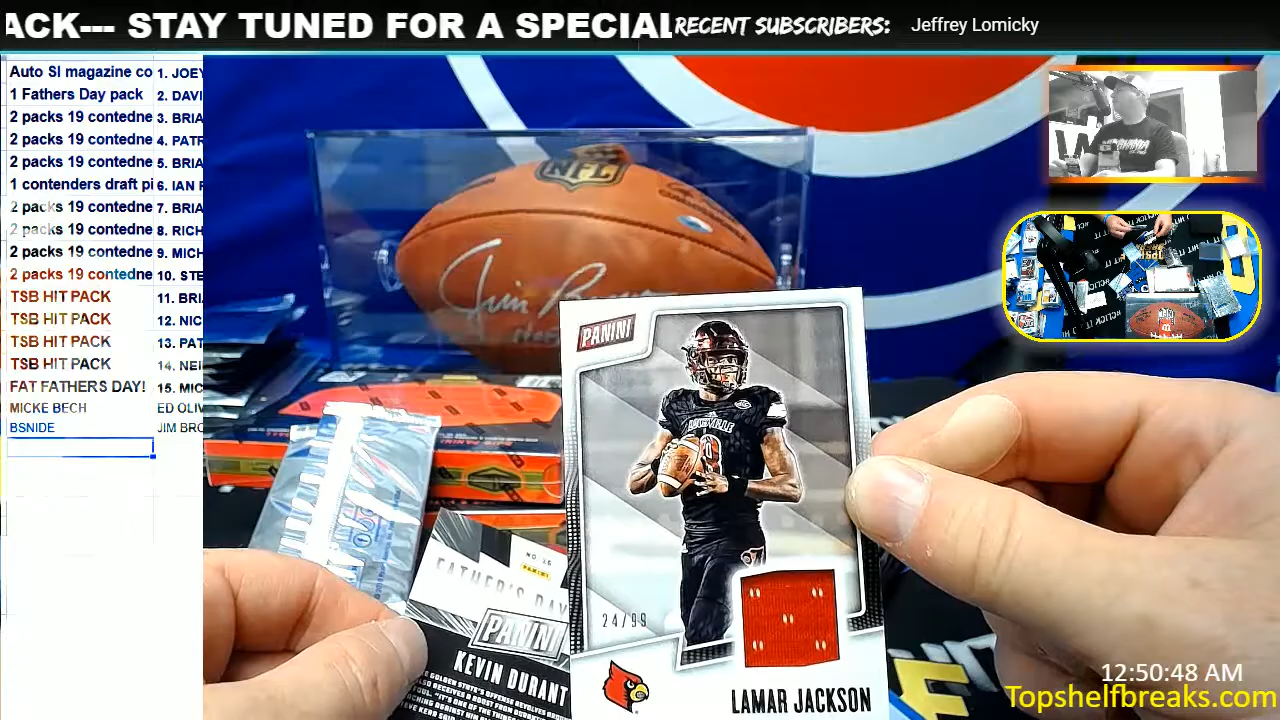 ACK--- STAY TUNED FOR A SPECIAL
RECENT SUBSCRIBERS: Jeffrey Lomicky
Auto SI magazine co 1. JOEY
1 Fathers Day pack 2. DAVI
2 packs 19 contedne 3. BRIA
2 packs 19 contedne 4. PATR
2 packs 19 contedne 5. BRIA
1 contenders draft pi 6. IAN
2 packs 19 contedne 7. BRIA
2 packs 19 contedne 8. RICH
2 packs 19 contedne 9. MICH
2 packs 19 contedne 10. STE
TSB HIT PACK 11. BRI
TSB HIT PACK 12. NIC
TSB HIT PACK 13. PAT
TSB HIT PACK 14. NEI
FAT FATHERS DAY! 15. MIC
MICKE BECH ED OLIV
BSNIDE JIM BRO
NFL
Jim
PANINI
LOUISVILLE
24/99
LAMAR JACKSON
NO. 16
PANINI
FATHER'S DAY
PANINI
KEVIN DURANT
12:50:48 AM
Topshelfbreaks.com